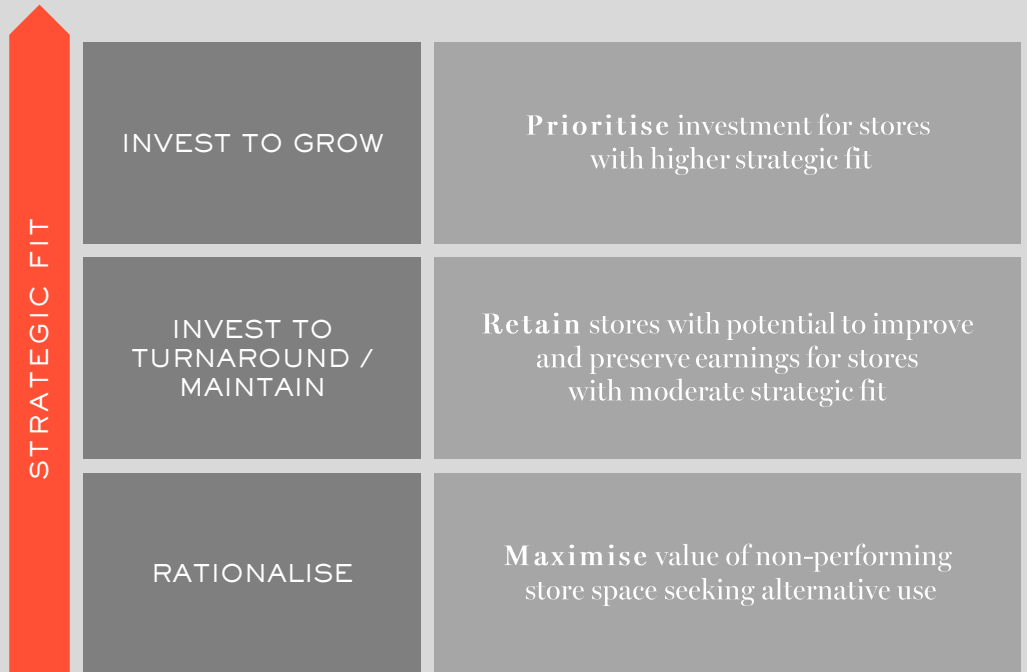 STRATEGIC FIT
INVEST TO GROW
Prioritise investment for stores
with higher strategic fit
INVEST TO
TURNAROUND /
MAINTAIN
Retain stores with potential to improve
and preserve earnings for stores
with moderate strategic fit
RATIONALISE
Maximise value of non-performing
store space seeking alternative use